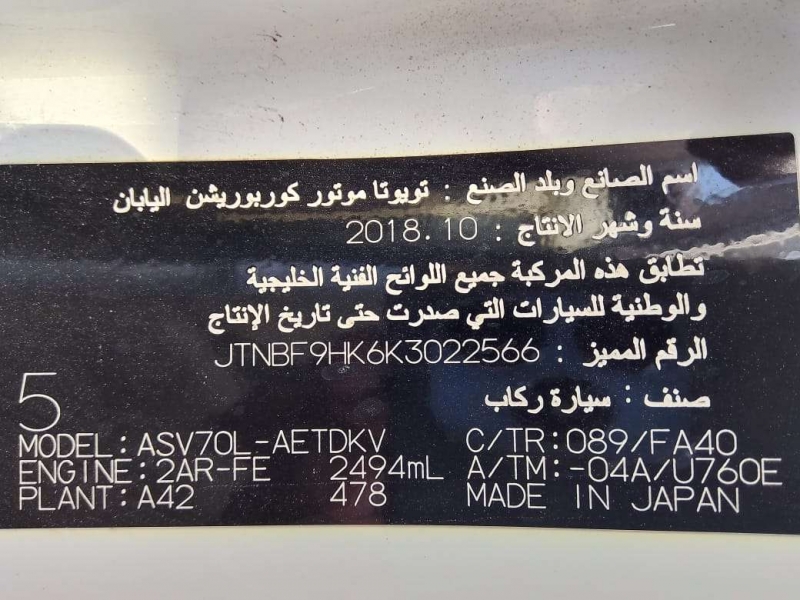 اسم الصانع وبلد الصنع : تويوتا موتور كوربوريشن اليابان
سنة وشهر الانتاج : 2018.10
تطابق هذه المركبة جميع اللوائح الفنية الخليجية
والوطنية للسيارات التي صدرت حتى تاريخ الإنتاج
الرقم المميز : JTNBF9HK6K3022566
صنف : سيارة ركاب
5
MODEL:ASV70L-AETDKV C/TR:089/FA40
ENGINE:2AR-FE 2494mL A/TM:-04A/U760E
PLANT:A42 478 MADE IN JAPAN